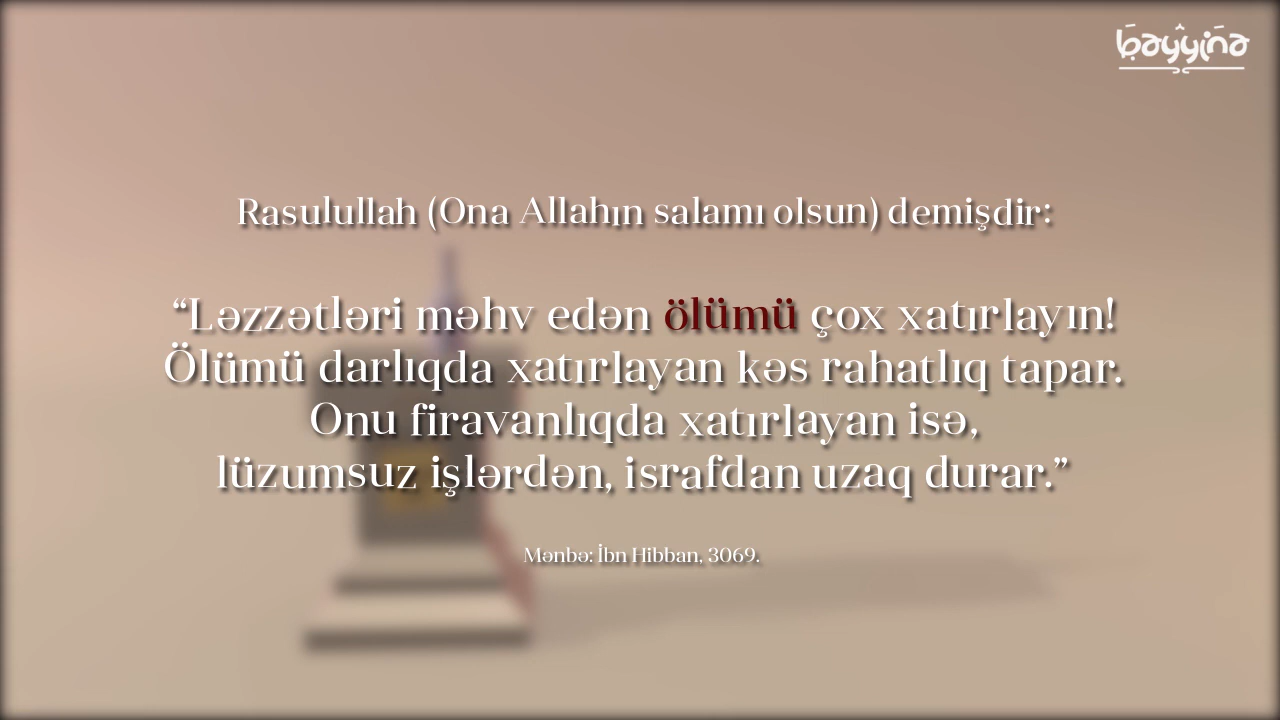 bayyinə
Rasulullah (Ona Allahın salamı olsun) demişdir:
“Ləzzətləri məhv edən ölümü çox xatırlayın!
Ölümü darlıqda xatırlayan kəs rahatlıq tapar.
Onu firavanlıqda xatırlayan isə,
lüzumsuz işlərdən, israfdan uzaq durar.”
Mənbə: İbn Hibban, 3069.